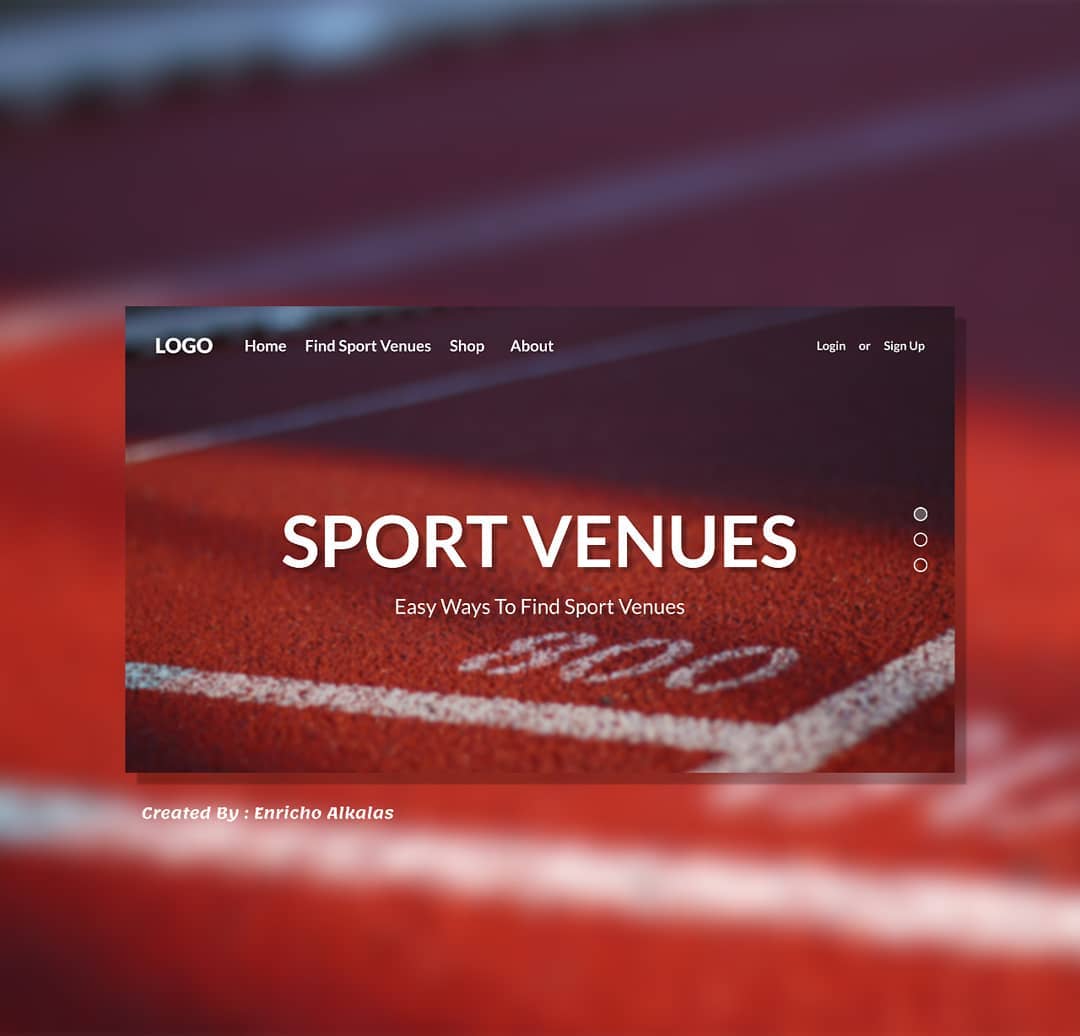 LOGO Home Find Sport Venues Shop About Login or Sign Up
SPORT VENUES
Easy Ways To Find Sport Venues
800
Created By : Enricho Alkalas